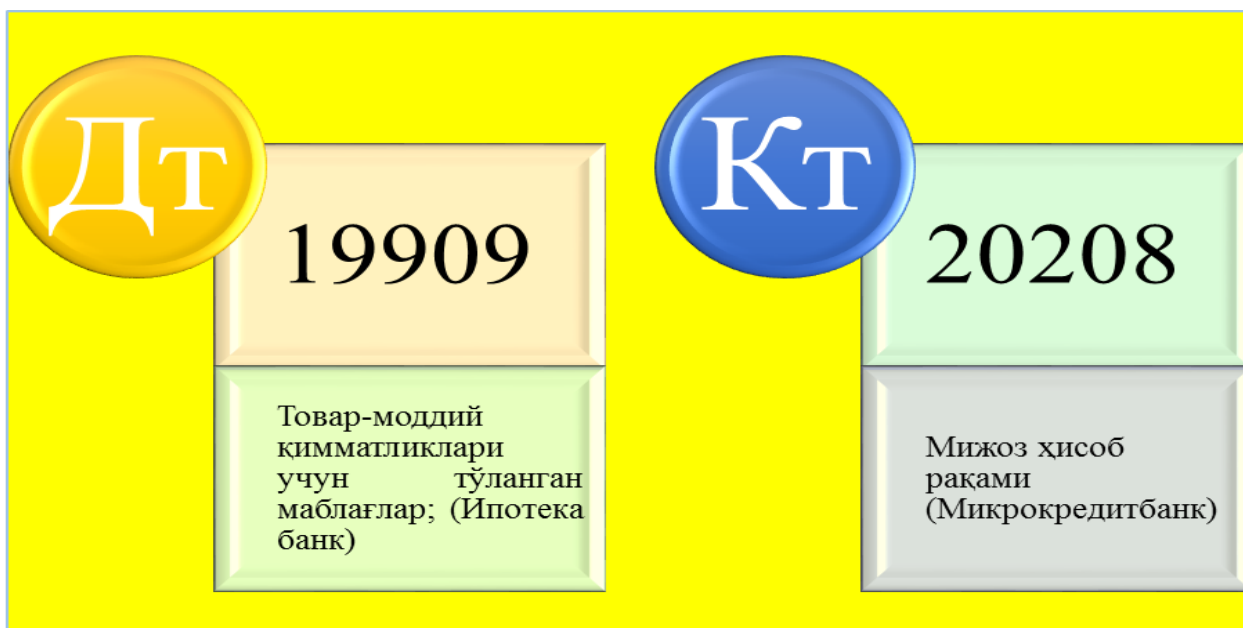 Дт
19909
Товар-моддий
қимматликлари
учун тўланган
маблағлар; (Ипотека
банк)
Кт
20208
Мижоз ҳисоб
рақами
(Микрокредитбанк)